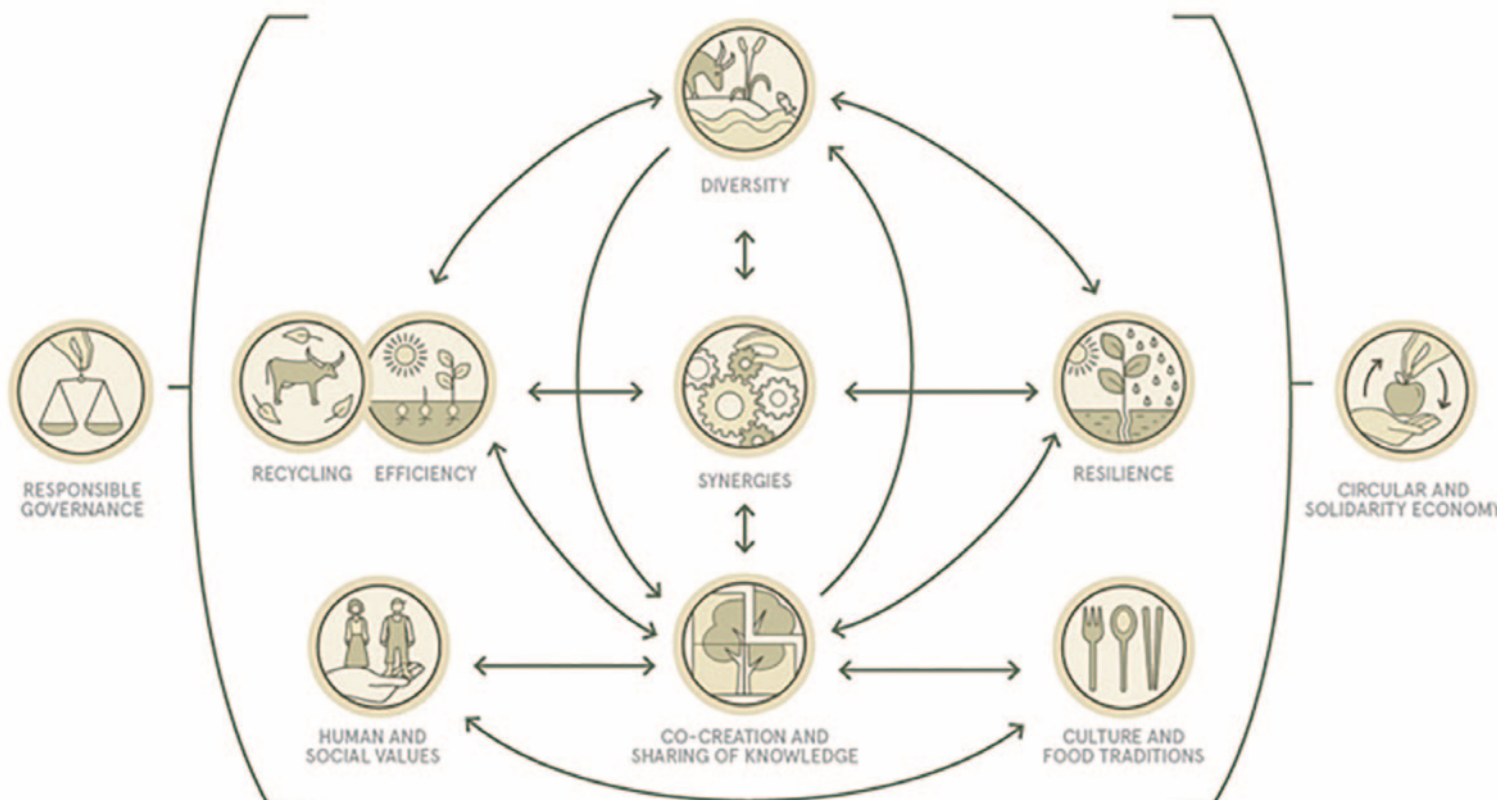 DIVERSITY
RECYCLING
EFFICIENCY
SYNERGIES
RESILIENCE
RESPONSIBLE
GOVERNANCE
CIRCULAR AND
SOLIDARITY ECONOMY
HUMAN AND
SOCIAL VALUES
CO-CREATION AND
SHARING OF KNOWLEDGE
CULTURE AND
FOOD TRADITIONS